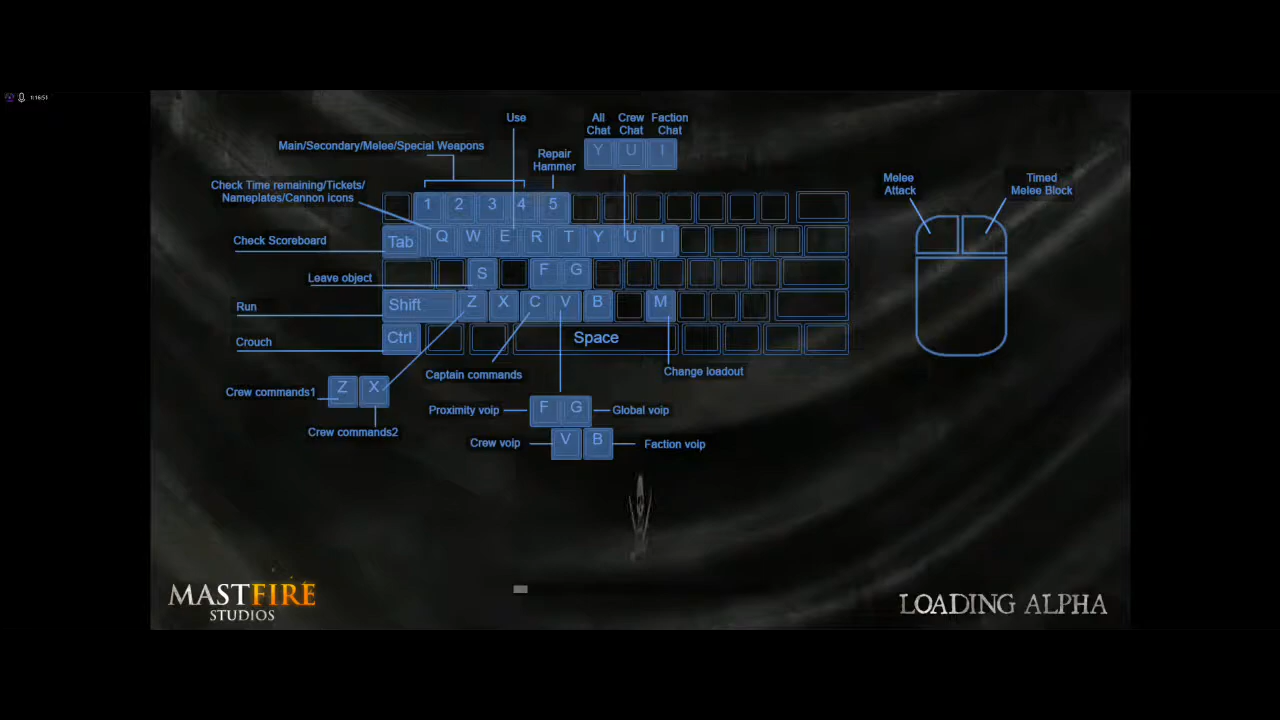 1:16:51
Use
All Chat
Crew Chat
Faction Chat
Y U I
Main/Secondary/Melee/Special Weapons
Repair
Hammer
Check Time remaining/Tickets/
Nameplates/Cannon Icons
1 2 3 4 5
Check Scoreboard
Tab Q W E R T Y U I
Leave object
S F G
Run
Shift Z X C V B M
Crouch
Ctrl Space
Melee
Attack
Timed
Melee Block
Captain commands
Change loadout
Crew commands1
Z X
Crew commands2
Proximity voip
F G
Global voip
Crew voip
V B
Faction voip
MASTFIRE
STUDIOS
LOADING ALPHA